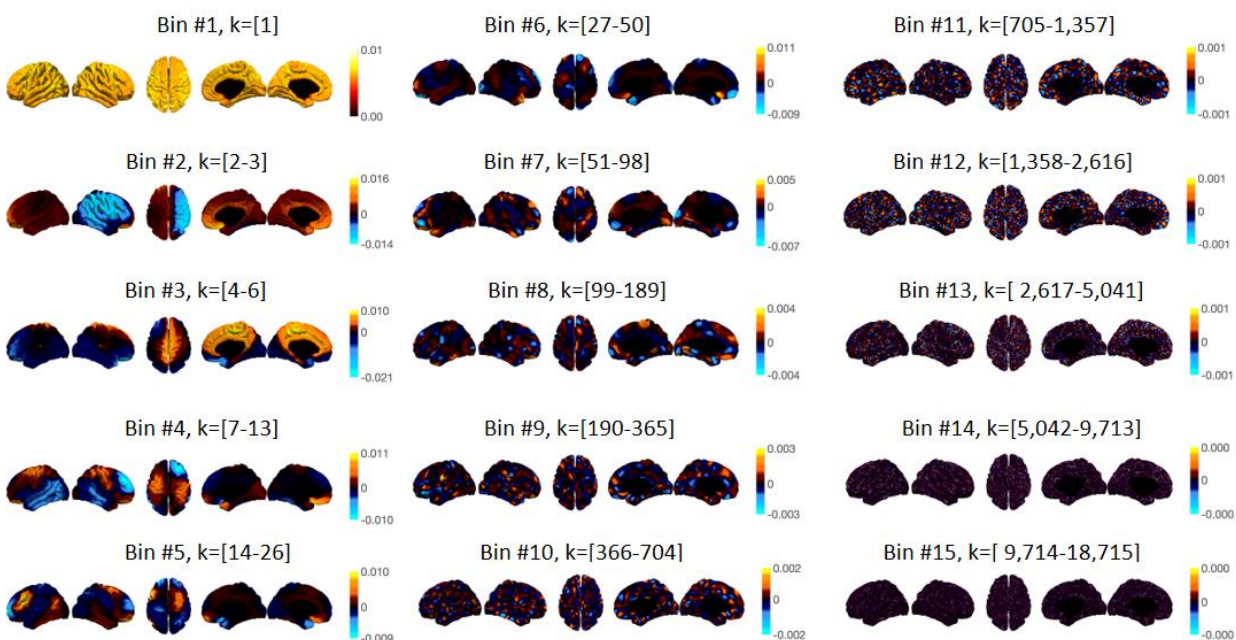 Bin #1, k=[1]
0.01
0.00
Bin #2, k=[2-3]
0.016
0
-0.014
Bin #3, k=[4-6]
0.010
0
-0.021
Bin #4, k=[7-13]
0.011
0
-0.010
Bin #5, k=[14-26]
0.010
0
-0.009
Bin #6, k=[27-50]
0.011
0
-0.009
Bin #7, k=[51-98]
0.005
0
-0.007
Bin #8, k=[99-189]
0.004
0
-0.004
Bin #9, k=[190-365]
0.003
0
-0.003
Bin #10, k=[366-704]
0.002
0
-0.002
Bin #11, k=[705-1,357]
0.001
0
-0.001
Bin #12, k=[1,358-2,616]
0.001
0
-0.001
Bin #13, k=[ 2,617-5,041]
0.001
0
-0.001
Bin #14, k=[5,042-9,713]
0.000
0
-0.000
Bin #15, k=[ 9,714-18,715]
0.000
0
-0.000